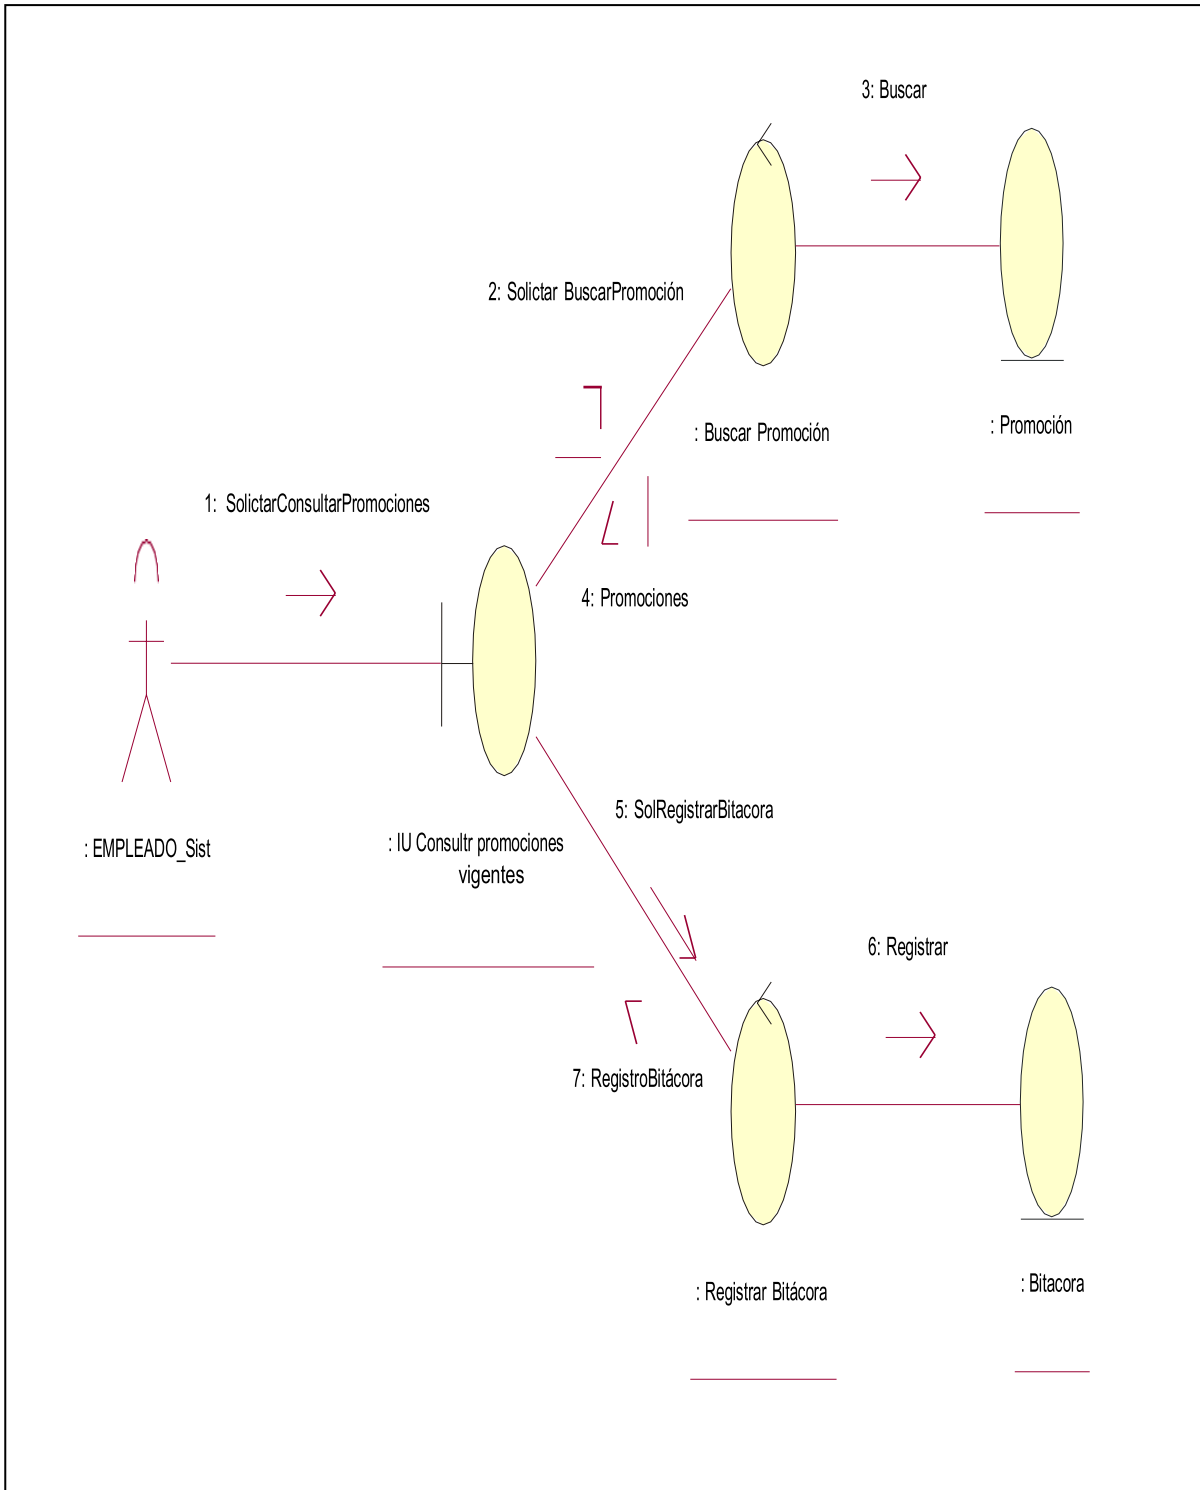 3: Buscar
2: Solictar BuscarPromoción
: Buscar Promoción
: Promoción
1: SolictarConsultarPromociones
4: Promociones
5: SolRegistrarBitacora
: EMPLEADO_Sist
: IU Consultr promociones
vigentes
6: Registrar
7: RegistroBitácora
: Registrar Bitácora
: Bitacora